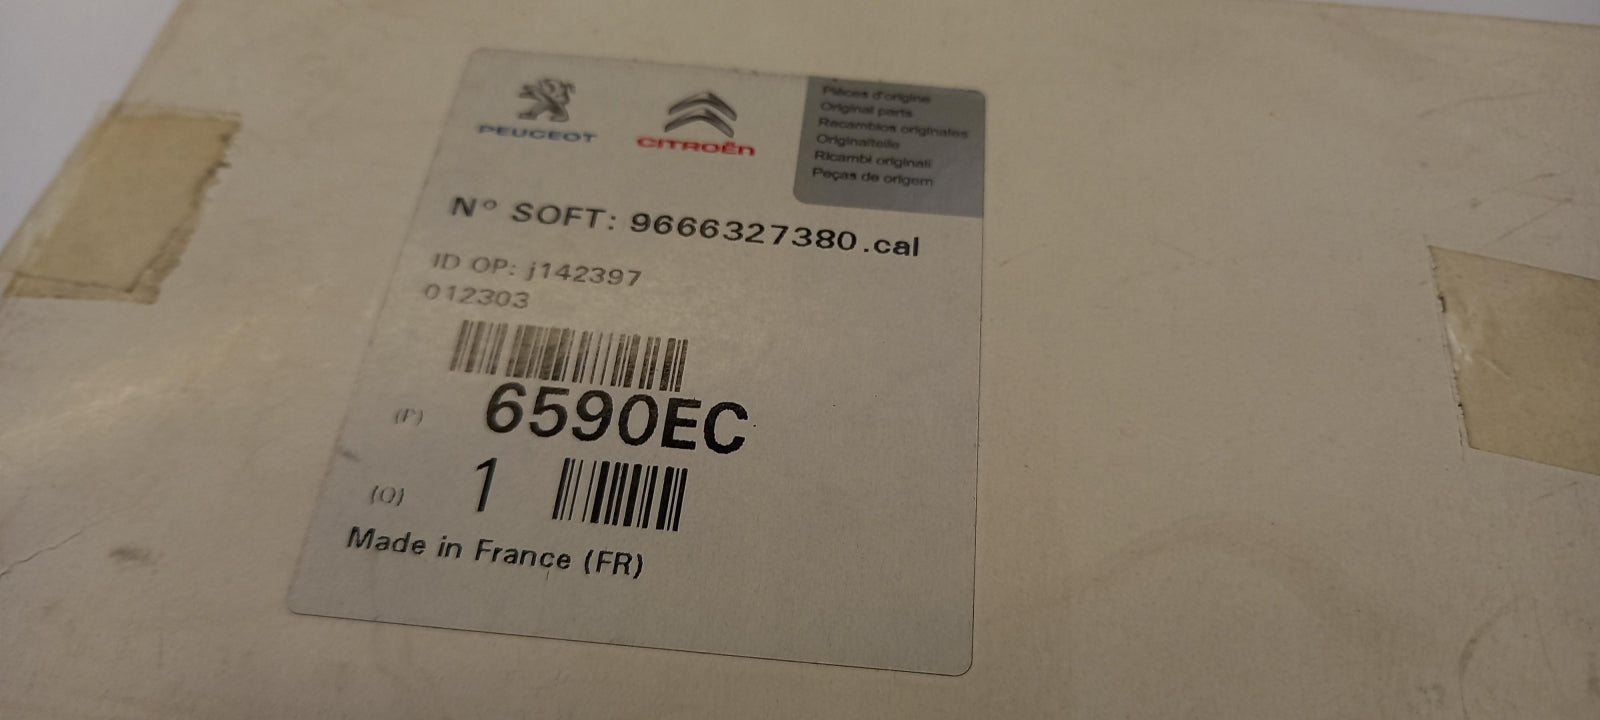 PEUGEOT
CITROËN
Pièces d'origine
Original parts
Recambios originales
Originalteile
Ricambi originali
Peças de origem
N° SOFT: 9666327380.cal
ID OP: j142397
012303
(P) 6590EC
(Q) 1
Made in France (FR)